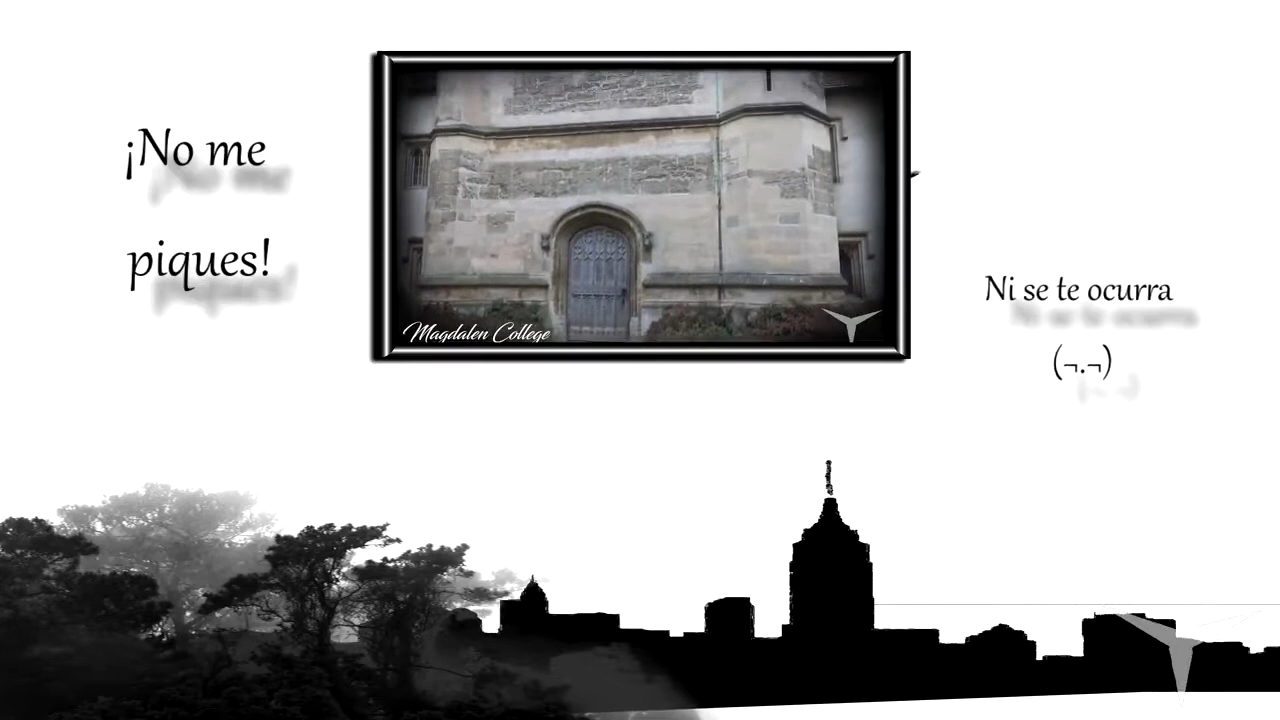 ¡No me
piques!
Magdalen College
Ni se te ocurra
(¬.¬)